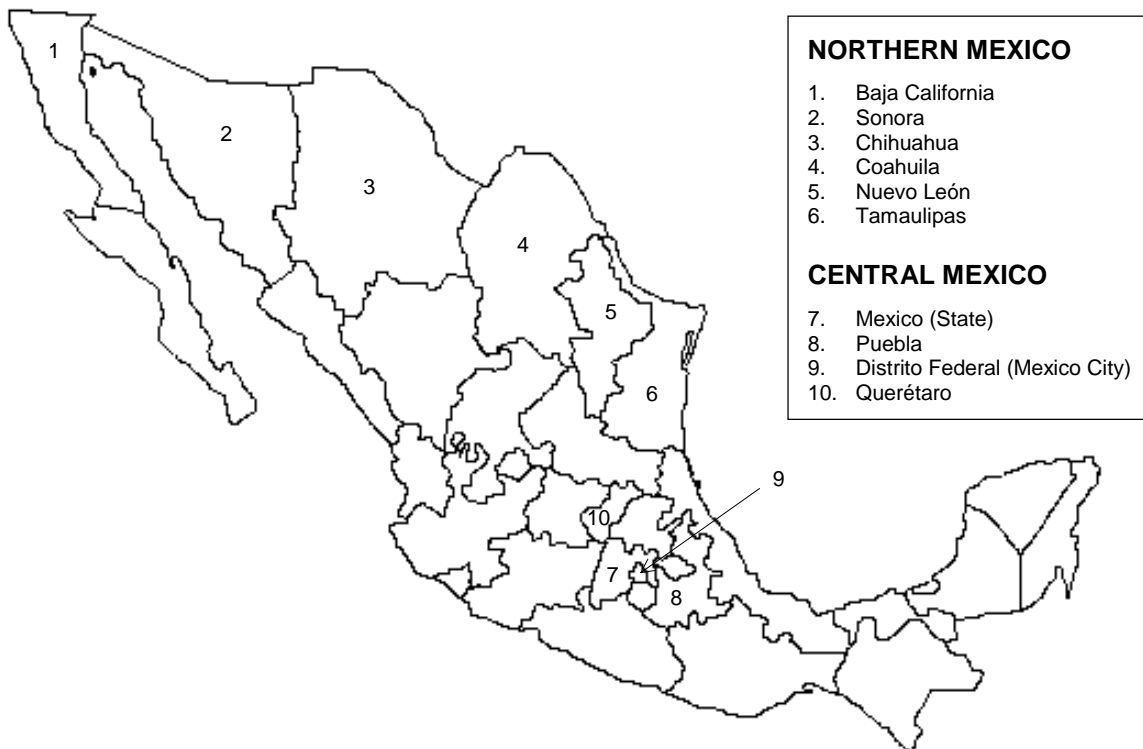 NORTHERN MEXICO
1. Baja California
2. Sonora
3. Chihuahua
4. Coahuila
5. Nuevo León
6. Tamaulipas
CENTRAL MEXICO
7. Mexico (State)
8. Puebla
9. Distrito Federal (Mexico City)
10. Querétaro
1
2
3
4
5
6
9
10
7
8